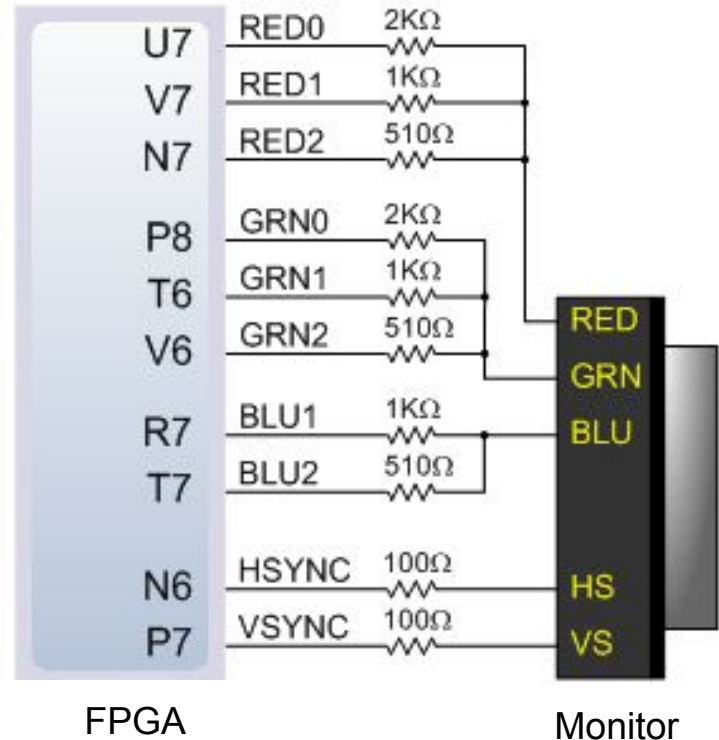 U7 RED0 2KΩ
V7 RED1 1KΩ
N7 RED2 510Ω
P8 GRN0 2KΩ
T6 GRN1 1KΩ
V6 GRN2 510Ω
R7 BLU1 1KΩ
T7 BLU2 510Ω
N6 HSYNC 100Ω
P7 VSYNC 100Ω
RED
GRN
BLU
HS
VS
FPGA
Monitor